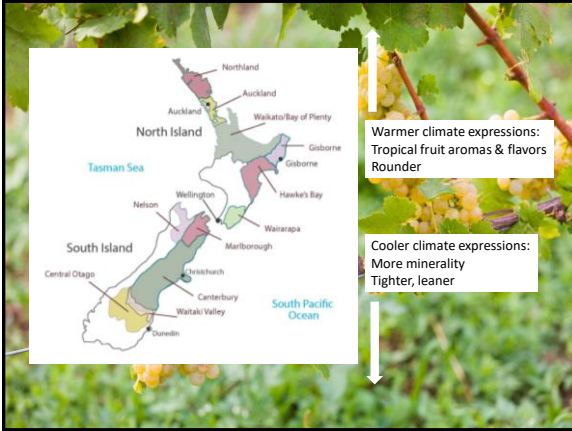 Northland
Auckland
Auckland
Waikato/Bay of Plenty
North Island
Gisborne
Gisborne
Tasman Sea
Hawke's Bay
Wellington
Nelson
Wairarapa
Marlborough
South Island
Christchurch
Central Otago
Canterbury
Waitaki Valley
South Pacific
Ocean
Dunedin
Warmer climate expressions:
Tropical fruit aromas & flavors
Rounder
Cooler climate expressions:
More minerality
Tighter, leaner